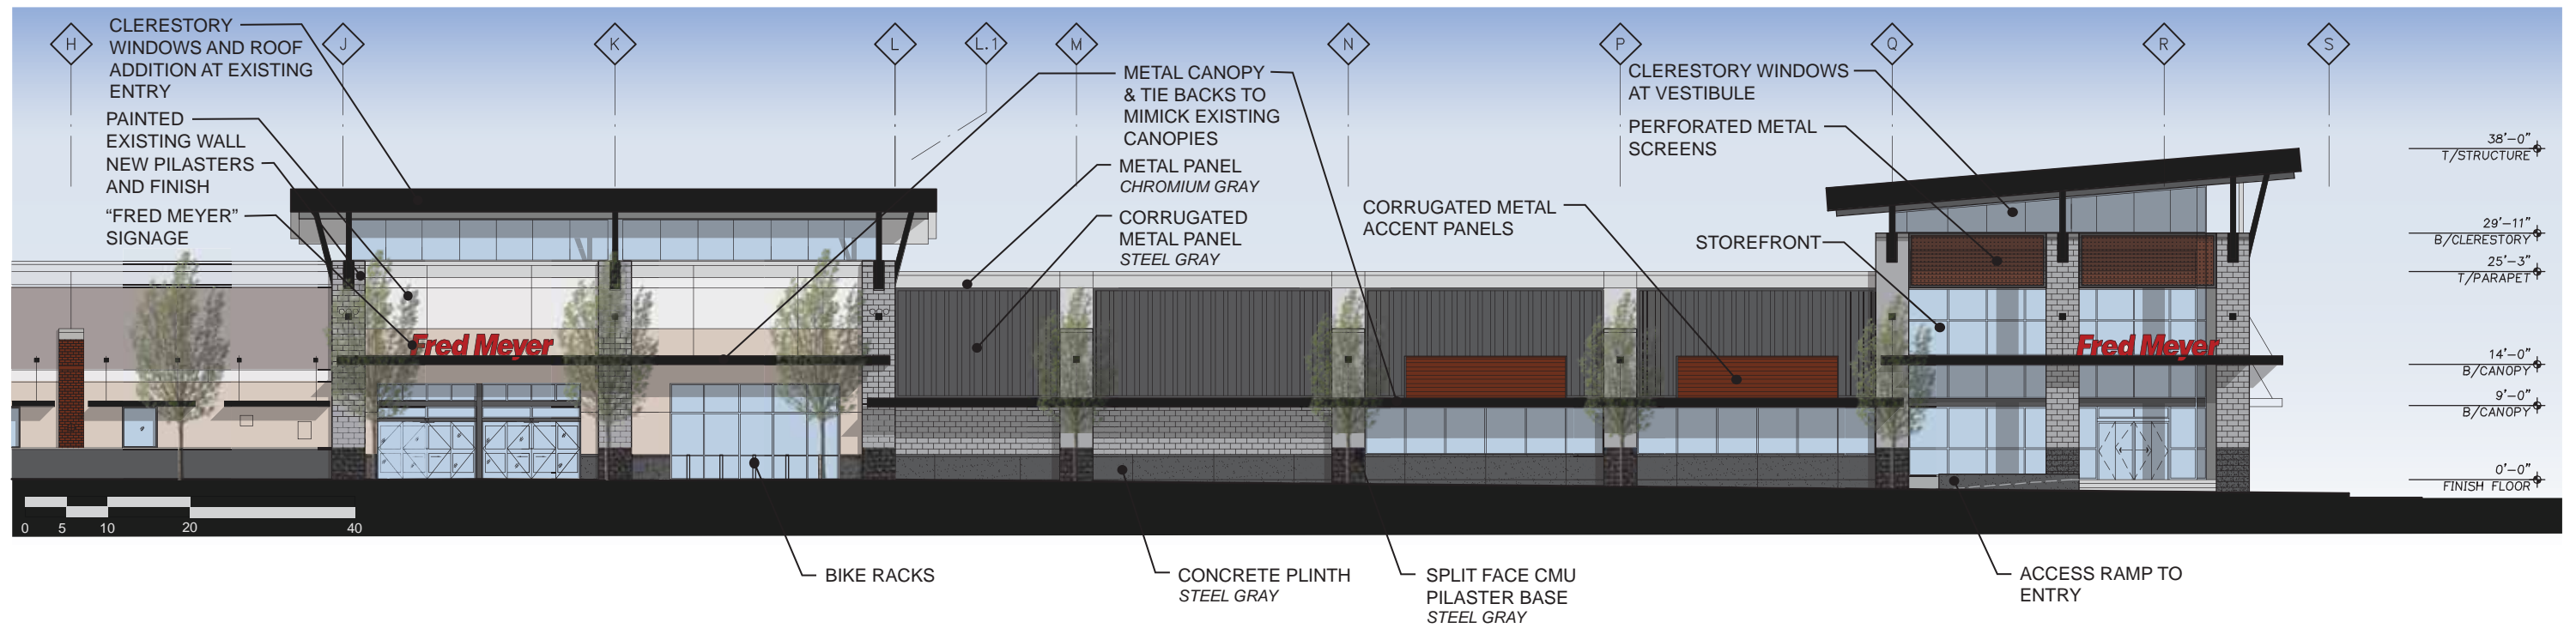 H
J
K
L
L.1
M
N
P
Q
R
S
CLERESTORY
WINDOWS AND ROOF
ADDITION AT EXISTING
ENTRY
PAINTED
EXISTING WALL
NEW PILASTERS
AND FINISH
"FRED MEYER"
SIGNAGE
METAL CANOPY
& TIE BACKS TO
MIMICK EXISTING
CANOPIES
METAL PANEL
CHROMIUM GRAY
CORRUGATED
METAL PANEL
STEEL GRAY
CORRUGATED METAL
ACCENT PANELS
CLERESTORY WINDOWS
AT VESTIBULE
PERFORATED METAL
SCREENS
STOREFRONT
38'-0"
T/STRUCTURE
29'-11"
B/CLERESTORY
25'-3"
T/PARAPET
14'-0"
B/CANOPY
9'-0"
B/CANOPY
0'-0"
FINISH FLOOR
Fred Meyer
Fred Meyer
0 5 10 20 40
BIKE RACKS
CONCRETE PLINTH
STEEL GRAY
SPLIT FACE CMU
PILASTER BASE
STEEL GRAY
ACCESS RAMP TO
ENTRY